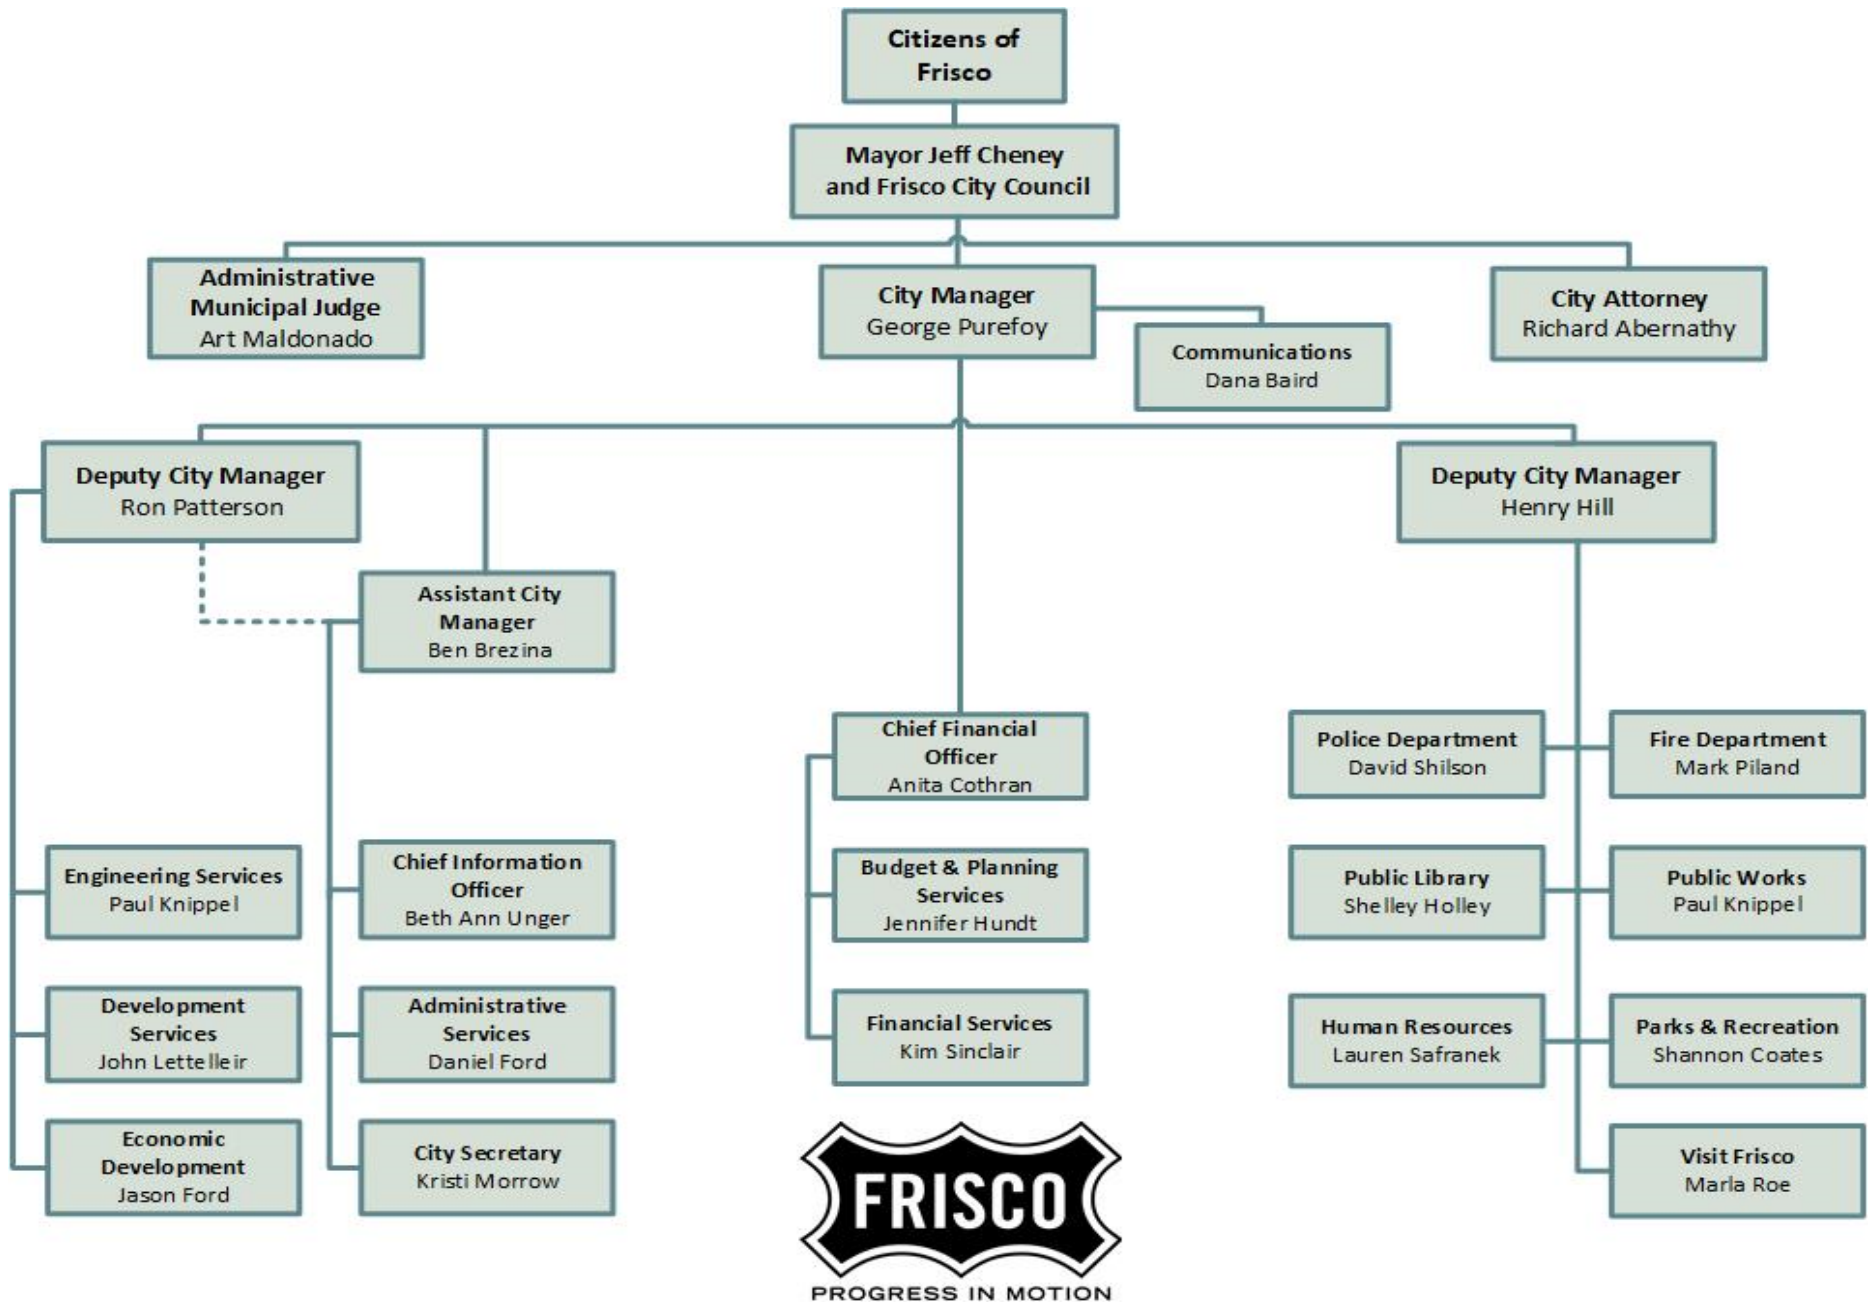 Citizens of
Frisco
Mayor Jeff Cheney
and Frisco City Council
Administrative
Municipal Judge
Art Maldonado
City Manager
George Purefoy
Communications
Dana Baird
City Attorney
Richard Abernathy
Deputy City Manager
Ron Patterson
Deputy City Manager
Henry Hill
Assistant City
Manager
Ben Brezina
Chief Financial
Officer
Anita Cothran
Police Department
David Shilson
Fire Department
Mark Piland
Engineering Services
Paul Knippel
Chief Information
Officer
Beth Ann Unger
Budget & Planning
Services
Jennifer Hundt
Public Library
Shelley Holley
Public Works
Paul Knippel
Development
Services
John Lettelleir
Administrative
Services
Daniel Ford
Financial Services
Kim Sinclair
Human Resources
Lauren Safranek
Parks & Recreation
Shannon Coates
Economic
Development
Jason Ford
City Secretary
Kristi Morrow
Visit Frisco
Marla Roe
FRISCO
PROGRESS IN MOTION